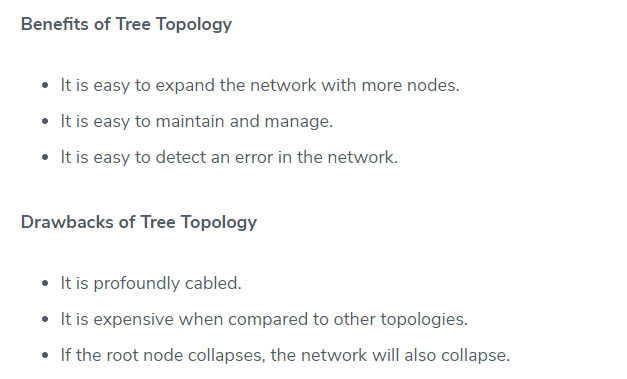 Benefits of Tree Topology
• It is easy to expand the network with more nodes.
• It is easy to maintain and manage.
• It is easy to detect an error in the network.
Drawbacks of Tree Topology
• It is profoundly cabled.
• It is expensive when compared to other topologies.
• If the root node collapses, the network will also collapse.